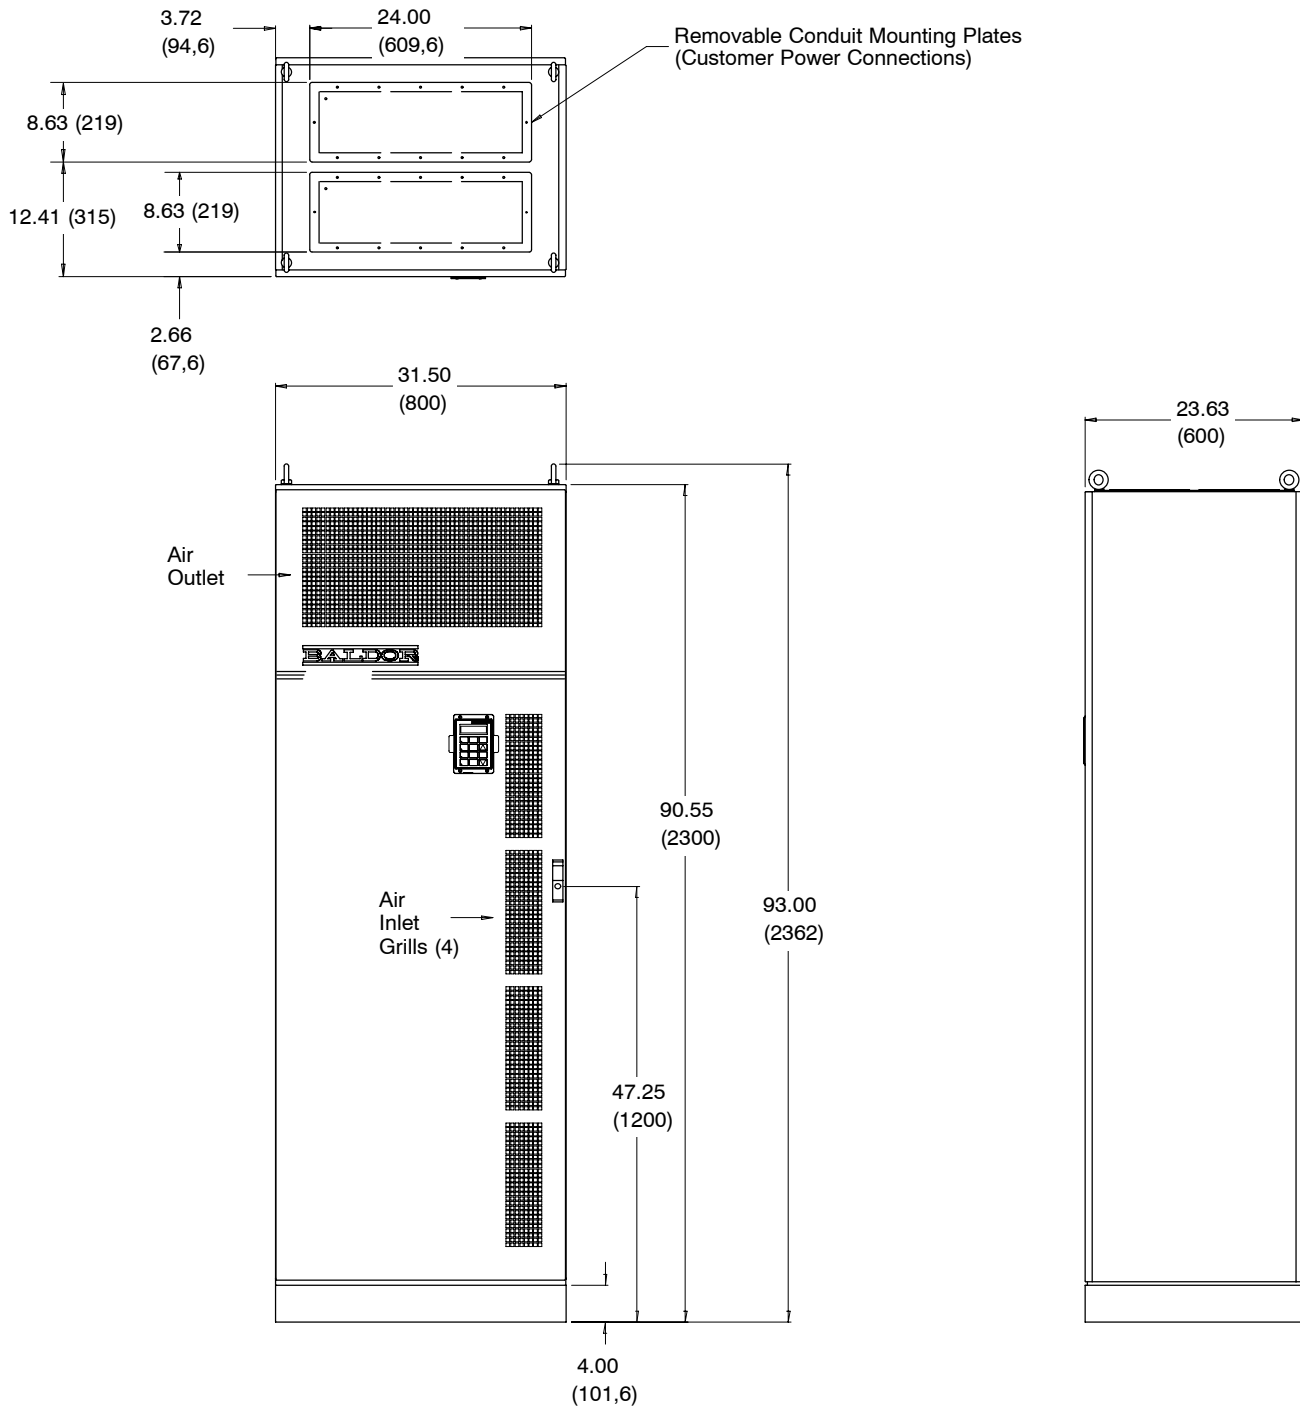 3.72
(94,6)
24.00
(609,6)
Removable Conduit Mounting Plates
(Customer Power Connections)
8.63 (219)
12.41 (315)
8.63 (219)
2.66
(67,6)
31.50
(800)
23.63
(600)
Air
Outlet
BALDOR
90.55
(2300)
Air
Inlet
Grills (4)
93.00
(2362)
47.25
(1200)
4.00
(101,6)